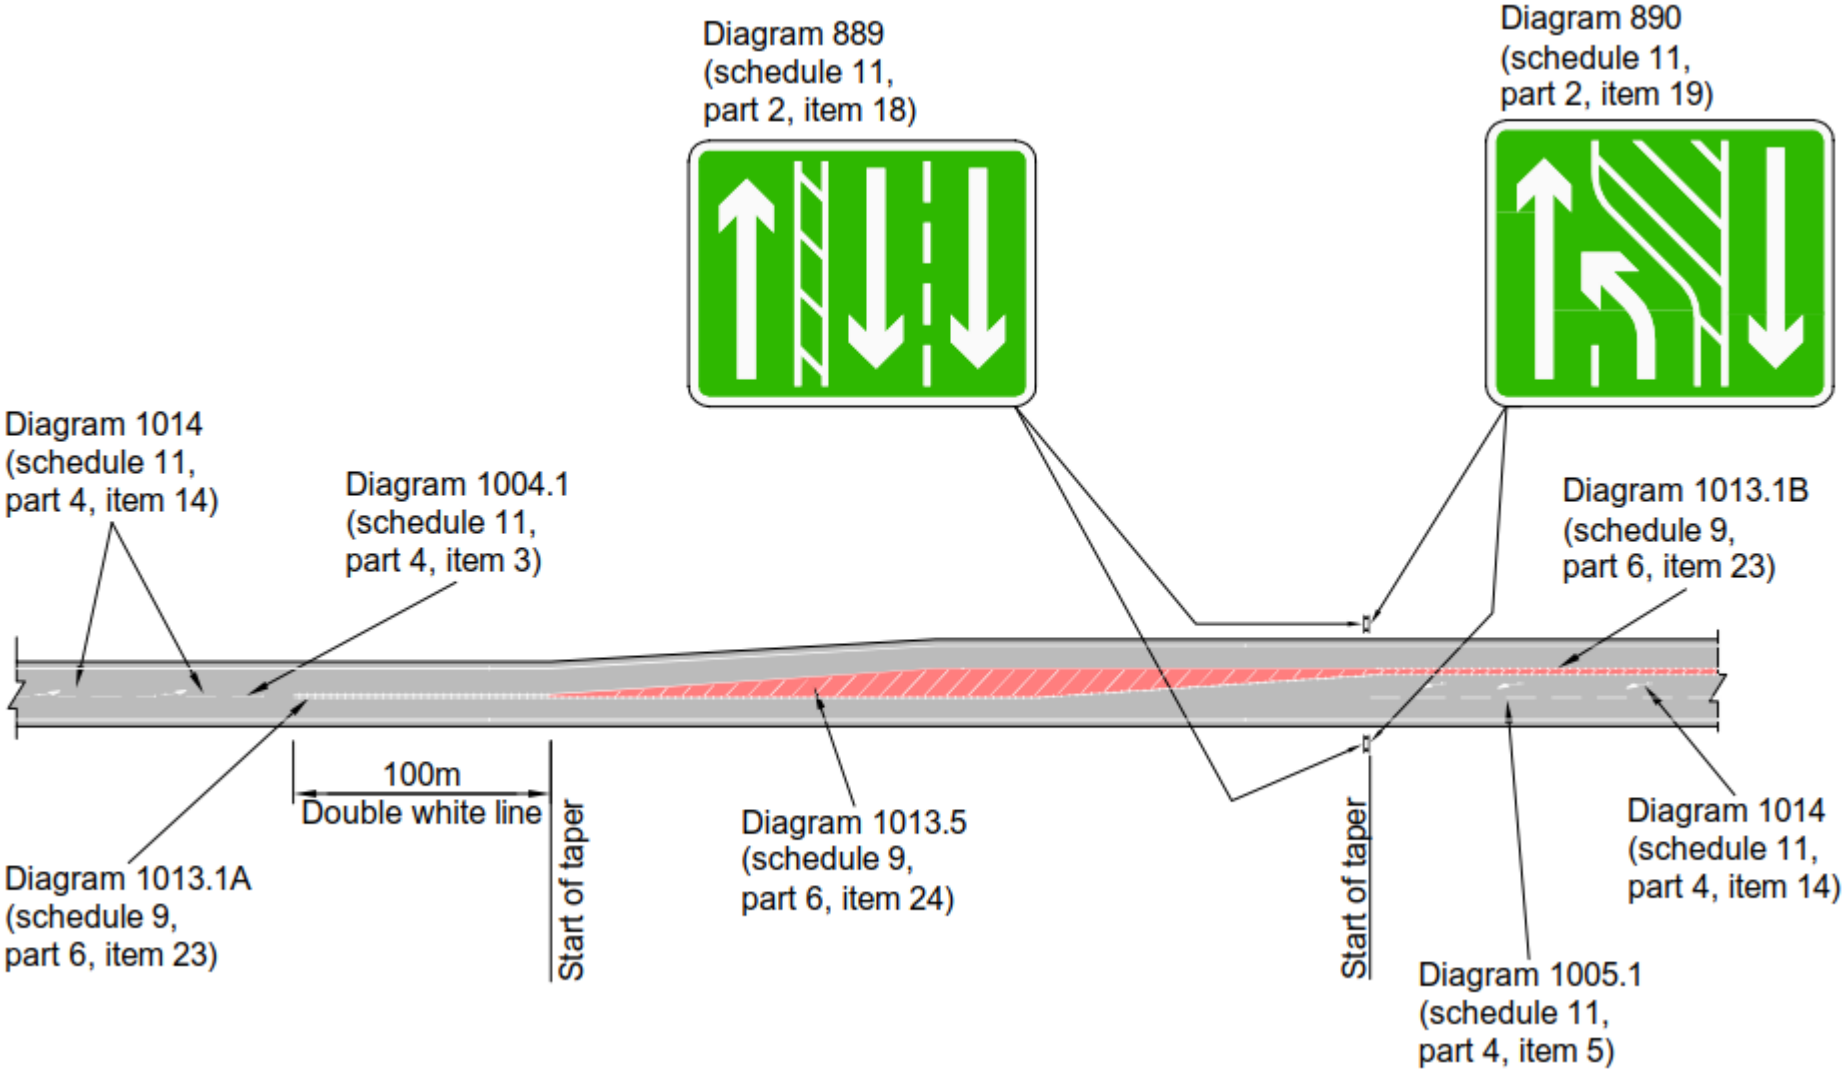 Diagram 889
(schedule 11,
part 2, item 18)
Diagram 890
(schedule 11,
part 2, item 19)
Diagram 1014
(schedule 11,
part 4, item 14)
Diagram 1004.1
(schedule 11,
part 4, item 3)
Diagram 1013.1B
(schedule 9,
part 6, item 23)
100m
Double white line
Start of taper
Diagram 1013.1A
(schedule 9,
part 6, item 23)
Diagram 1013.5
(schedule 9,
part 6, item 24)
Start of taper
Diagram 1014
(schedule 11,
part 4, item 14)
Diagram 1005.1
(schedule 11,
part 4, item 5)